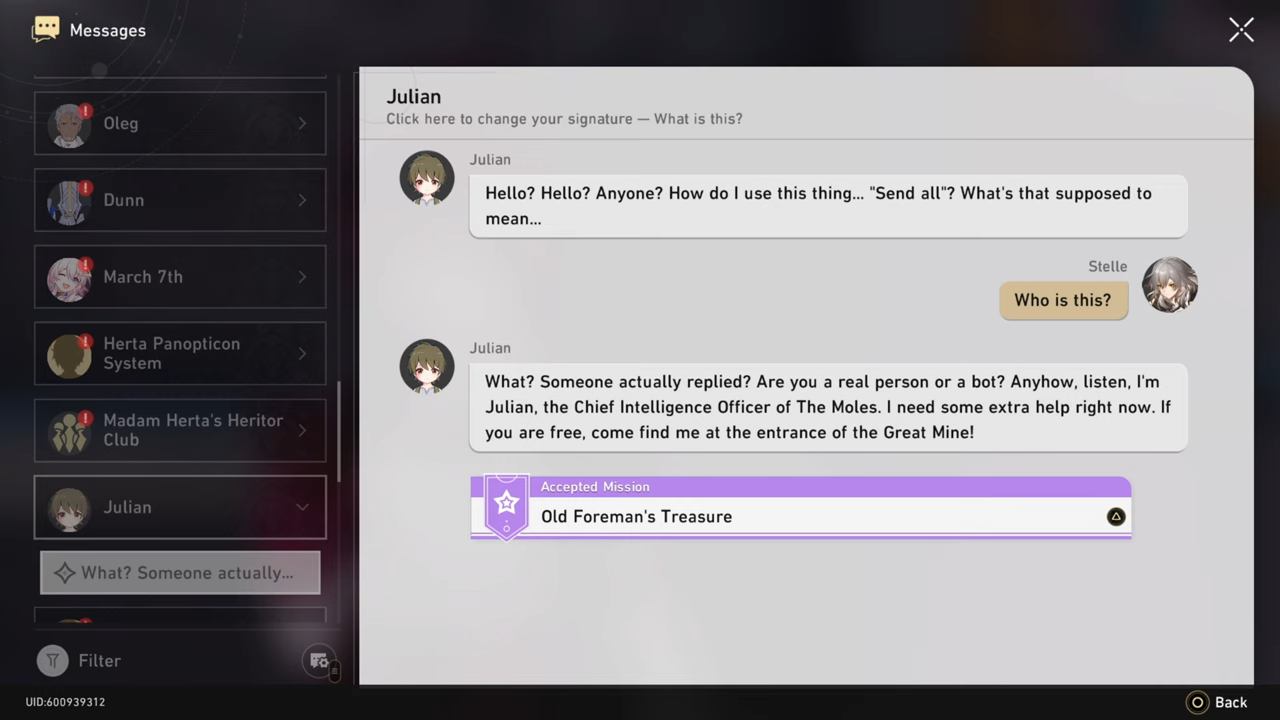 Messages
Oleg
Dunn
March 7th
Herta Panopticon
System
Madam Herta's Heritor
Club
Julian
What? Someone actually...
Filter
UID:600939312
Julian
Click here to change your signature — What is this?
Julian
Hello? Hello? Anyone? How do I use this thing... "Send all"? What's that supposed to
mean...
Stelle
Who is this?
Julian
What? Someone actually replied? Are you a real person or a bot? Anyhow, listen, I'm
Julian, the Chief Intelligence Officer of The Moles. I need some extra help right now. If
you are free, come find me at the entrance of the Great Mine!
Accepted Mission
Old Foreman's Treasure
Back